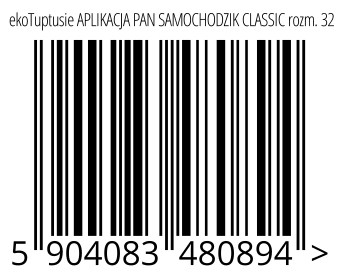 ekoTuptusie APLIKACJA PAN SAMOCHODZIK CLASSIC rozm. 32
5 904083 480894 >